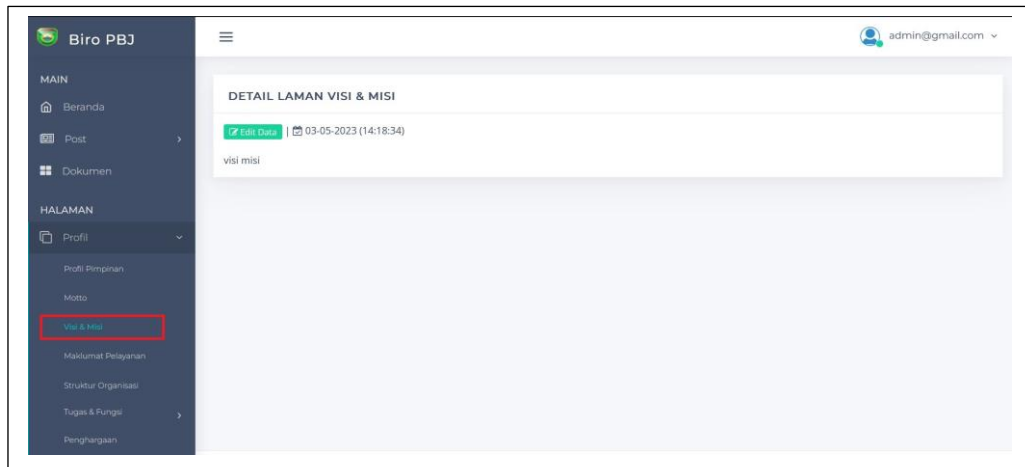 Biro PBJ
admin@gmail.com
MAIN
Beranda
Post
Dokumen
HALAMAN
Profil
Profil Pimpinan
Motto
Visi & Misi
Maklumat Pelayanan
Struktur Organisasi
Tugas & Fungsi
Penghargaan
DETAIL LAMAN VISI & MISI
Edit Data | 03-05-2023 (14:18:34)
visi misi